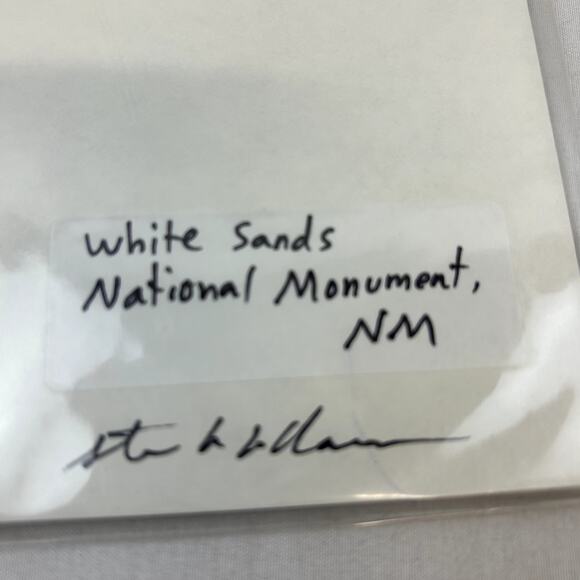 White Sands
National Monument,
NM